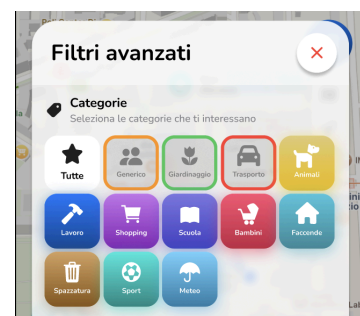 Filtri avanzati
Categorie
Seleziona le categorie che ti interessano
Tutte
Generico
Giardinaggio
Trasporto
Animali
Lavoro
Shopping
Scuola
Bambini
Faccende
Spazzatura
Sport
Meteo